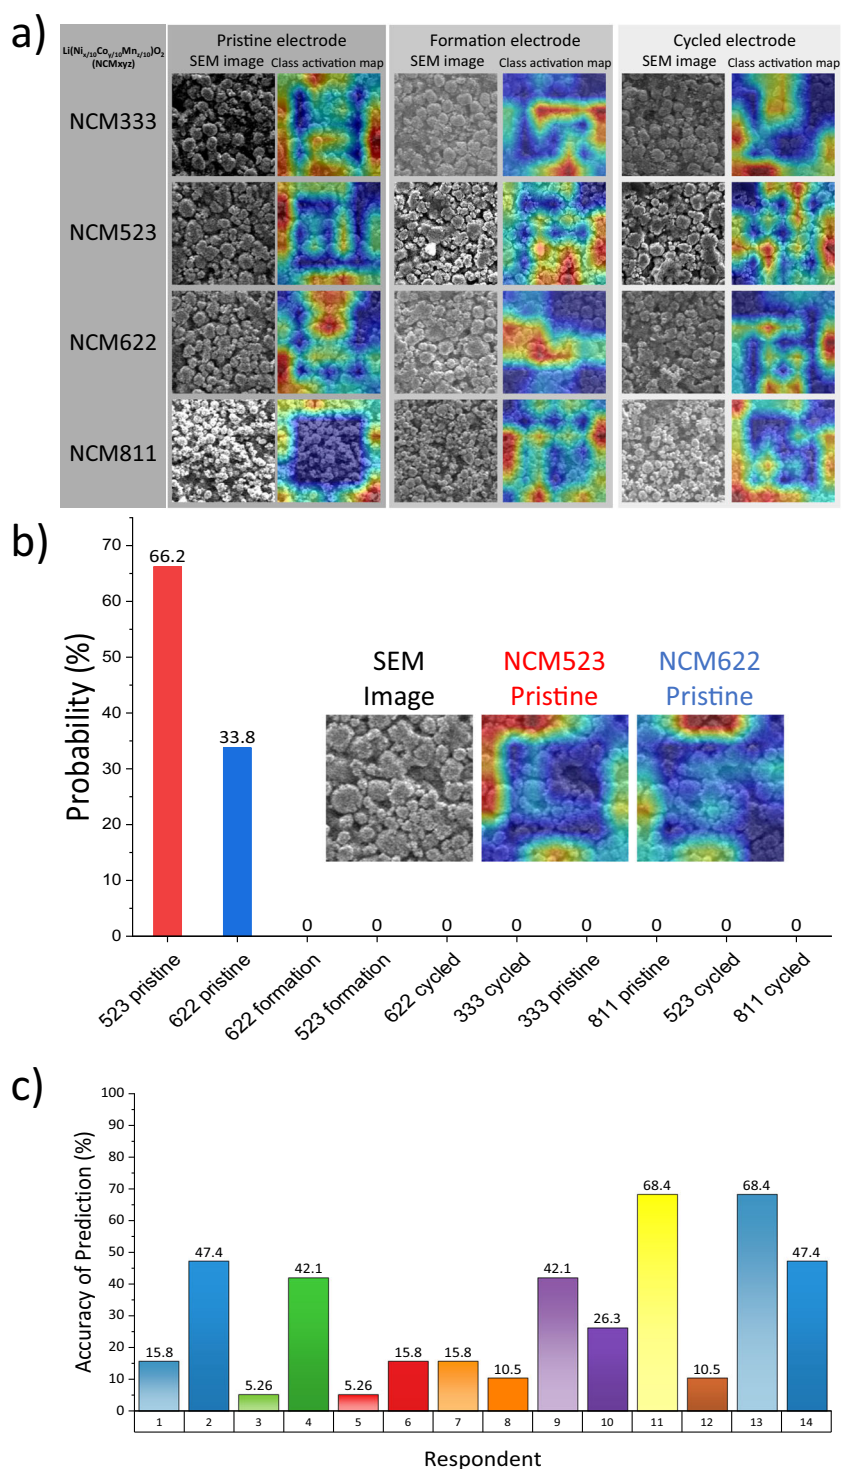 a)
Li(Nix/10Coy/10Mnz/10)O2
(NCMxyz)
Pristine electrode
SEM image Class activation map
Formation electrode
SEM image Class activation map
Cycled electrode
SEM image Class activation map
NCM333
NCM523
NCM622
NCM811
b)
Probability (%)
70
60
50
40
30
20
10
0
66.2
33.8
0 0 0 0 0 0 0 0
SEM
Image
NCM523
Pristine
NCM622
Pristine
523 pristine
622 pristine
622 formation
523 formation
622 cycled
333 cycled
333 pristine
811 pristine
523 cycled
811 cycled
c)
Accuracy of Prediction (%)
100
90
80
70
60
50
40
30
20
10
0
15.8
47.4
5.26
42.1
5.26
15.8
15.8
10.5
42.1
26.3
68.4
10.5
68.4
47.4
1 2 3 4 5 6 7 8 9 10 11 12 13 14
Respondent